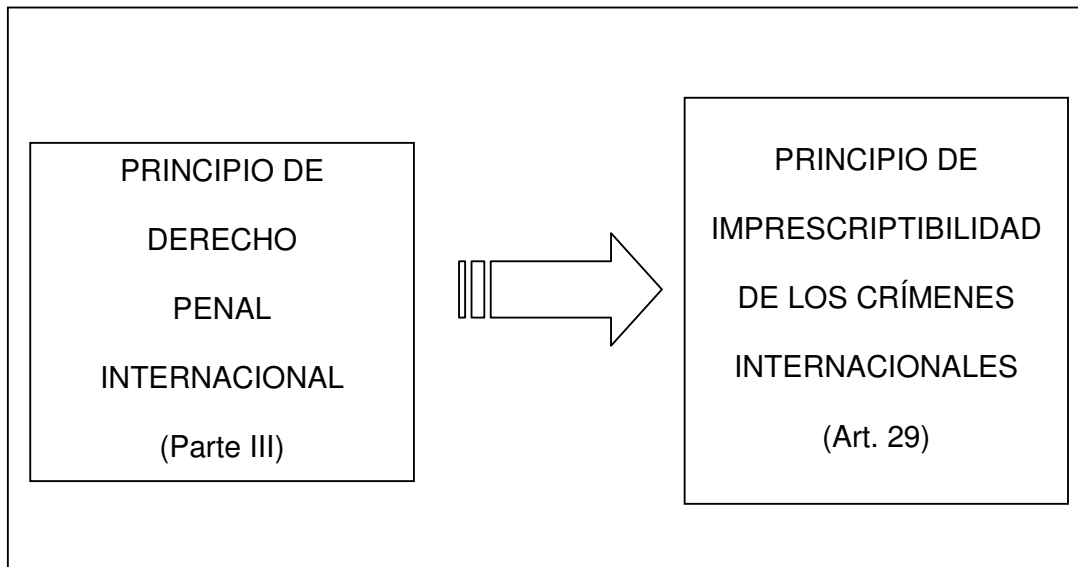 PRINCIPIO DE
DERECHO
PENAL
INTERNACIONAL
(Parte III)
PRINCIPIO DE
IMPRESCRIPTIBILIDAD
DE LOS CRÍMENES
INTERNACIONALES
(Art. 29)